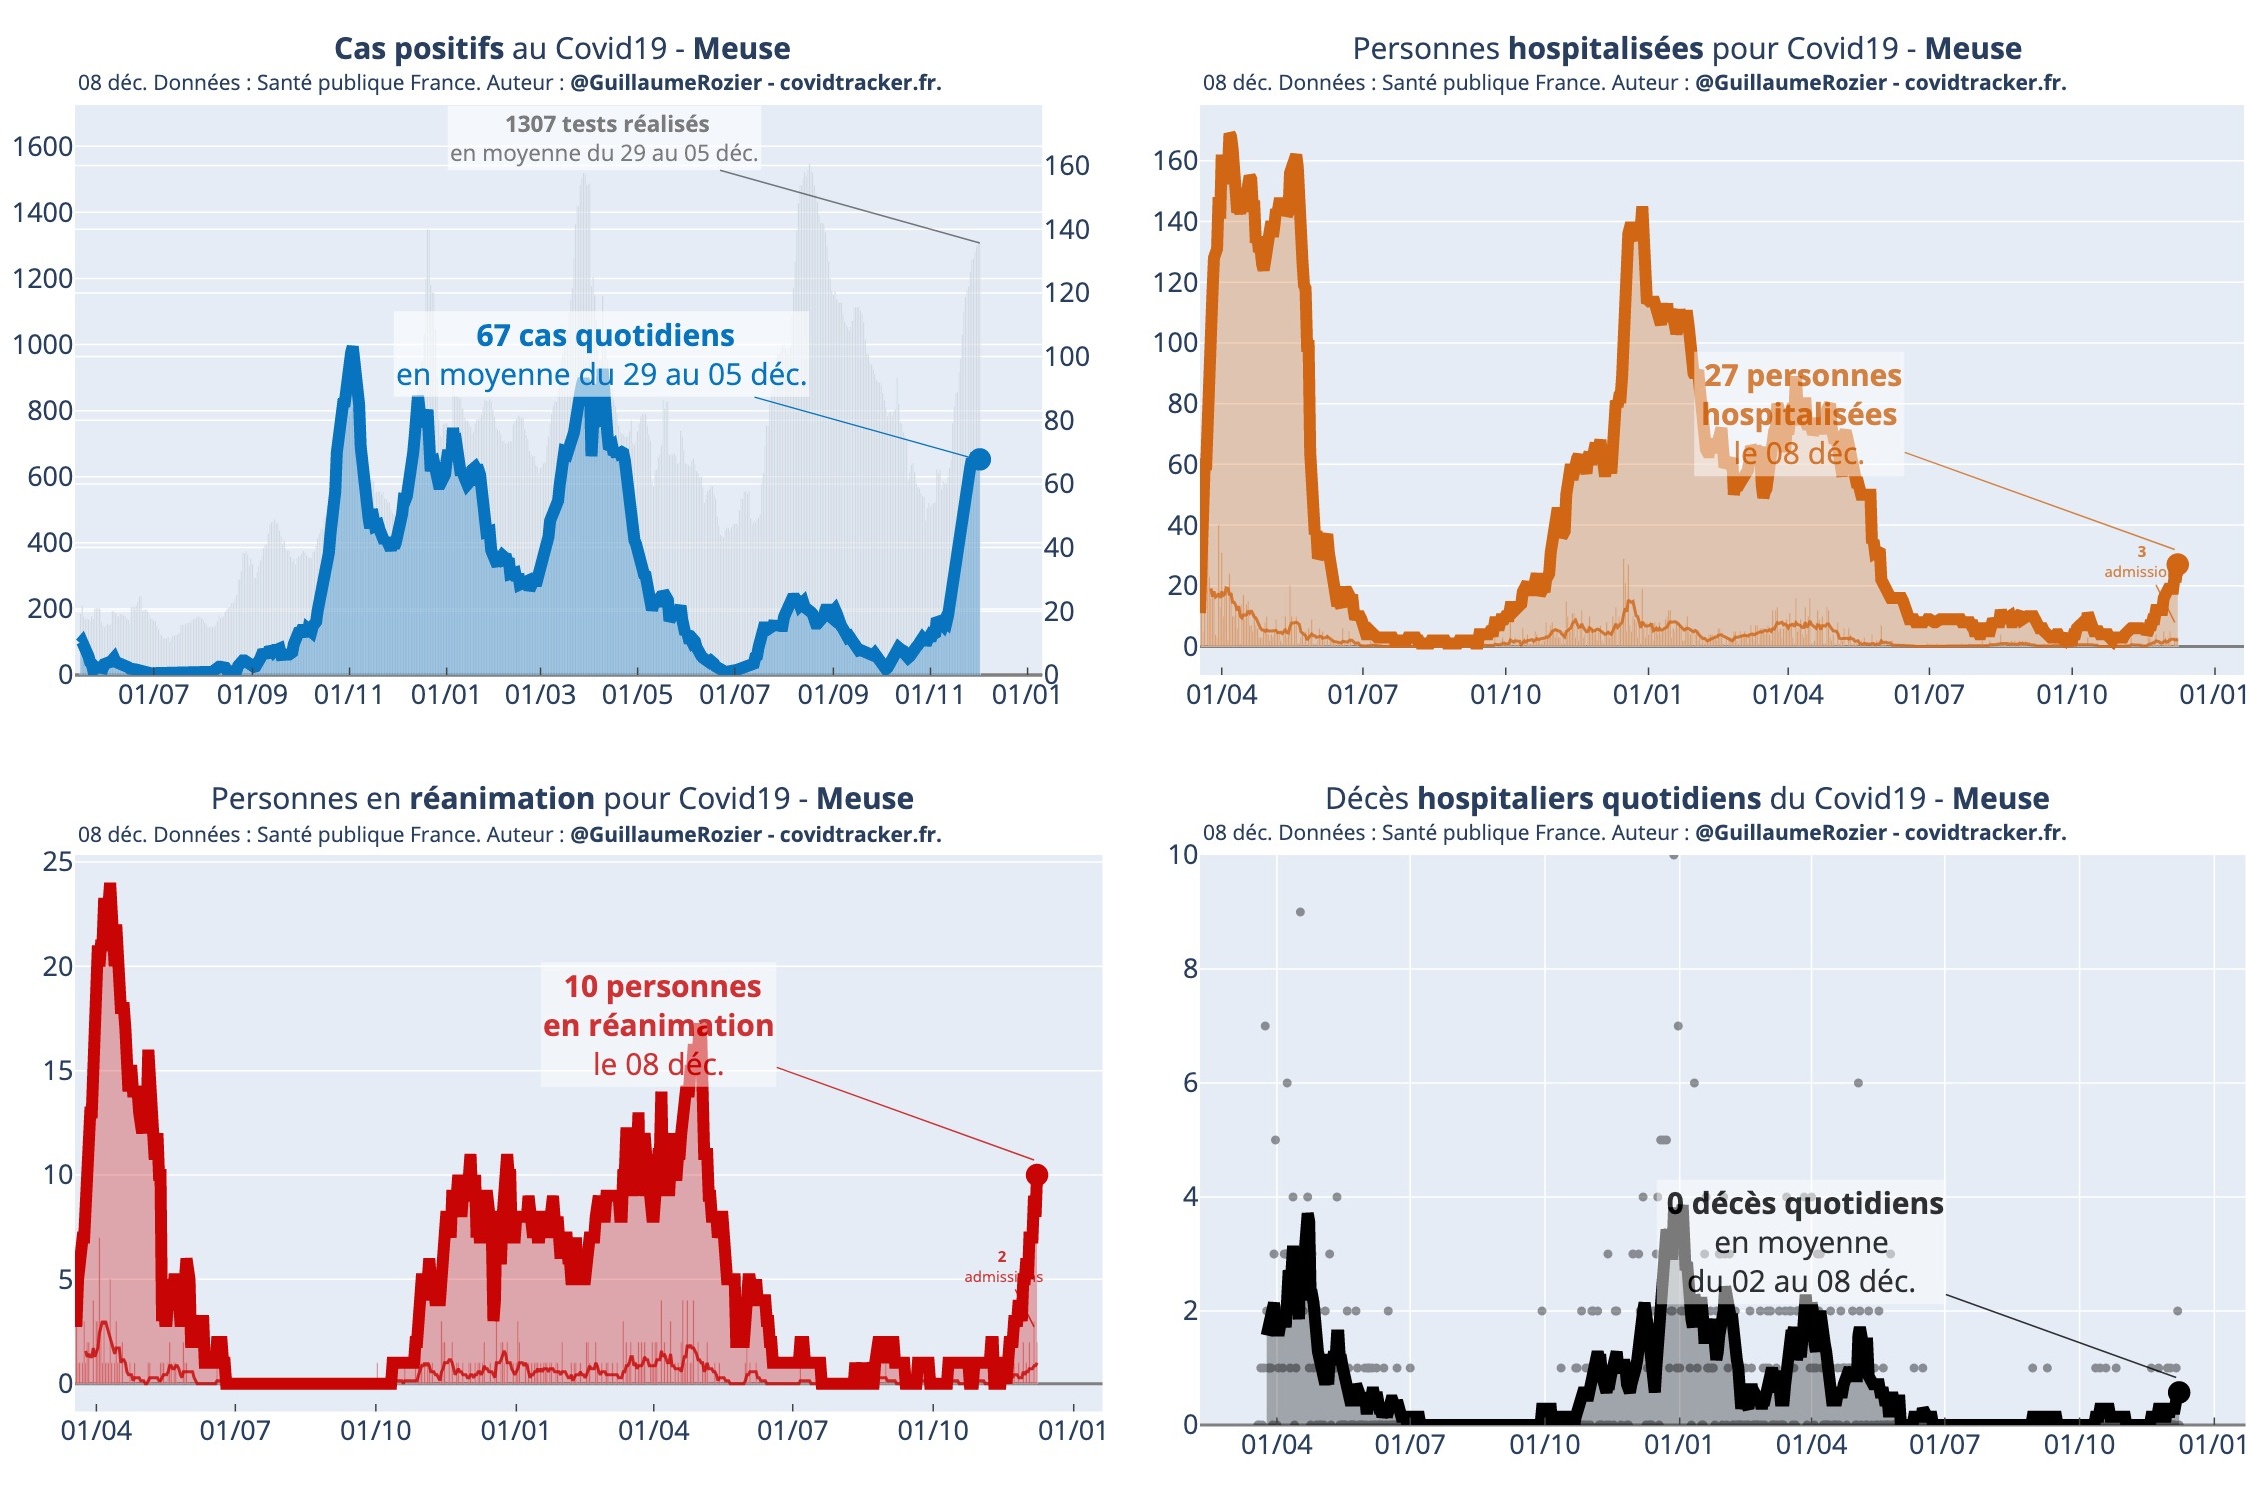 Cas positifs au Covid19 - Meuse
08 déc. Données : Santé publique France. Auteur : @GuillaumeRozier - covidtracker.fr.
1307 tests réalisés
en moyenne du 29 au 05 déc.
67 cas quotidiens
en moyenne du 29 au 05 déc.
1600
1400
1200
1000
800
600
400
200
0
160
140
120
100
80
60
40
20
0
01/07 01/09 01/11 01/01 01/03 01/05 01/07 01/09 01/11 01/01
Personnes hospitalisées pour Covid19 - Meuse
08 déc. Données : Santé publique France. Auteur : @GuillaumeRozier - covidtracker.fr.
160
140
120
100
80
60
40
20
0
27 personnes
hospitalisées
le 08 déc.
3
admissio
01/04 01/07 01/10 01/01 01/04 01/07 01/10 01/01
Personnes en réanimation pour Covid19 - Meuse
08 déc. Données : Santé publique France. Auteur : @GuillaumeRozier - covidtracker.fr.
25
20
15
10
5
0
10 personnes
en réanimation
le 08 déc.
2
admissions
01/04 01/07 01/10 01/01 01/04 01/07 01/10 01/01
Décès hospitaliers quotidiens du Covid19 - Meuse
08 déc. Données : Santé publique France. Auteur : @GuillaumeRozier - covidtracker.fr.
10
8
6
4
2
0
0 décès quotidiens
en moyenne
du 02 au 08 déc.
01/04 01/07 01/10 01/01 01/04 01/07 01/10 01/01